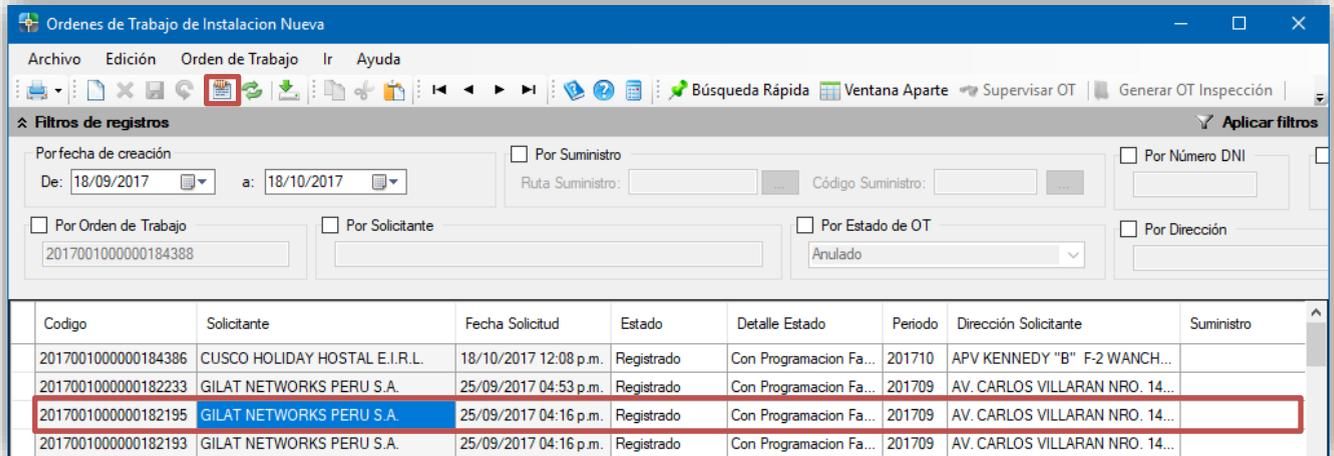 Ordenes de Trabajo de Instalacion Nueva
Archivo Edición Orden de Trabajo Ir Ayuda
Búsqueda Rápida Ventana Aparte Supervisar OT Generar OT Inspección
Filtros de registros Aplicar filtros
Por fecha de creación Por Suministro Por Número DNI
De: 18/09/2017 a: 18/10/2017 Ruta Suministro: ... Código Suministro: ...
Por Orden de Trabajo Por Solicitante Por Estado de OT Por Dirección
2017001000000184388 Anulado
Codigo Solicitante Fecha Solicitud Estado Detalle Estado Periodo Dirección Solicitante Suministro
2017001000000184386 CUSCO HOLIDAY HOSTAL E.I.R.L. 18/10/2017 12:08 p.m. Registrado Con Programacion Fa... 201710 APV KENNEDY "B" F-2 WANCH...
2017001000000182233 GILAT NETWORKS PERU S.A. 25/09/2017 04:53 p.m. Registrado Con Programacion Fa... 201709 AV. CARLOS VILLARAN NRO. 14...
2017001000000182195 GILAT NETWORKS PERU S.A. 25/09/2017 04:16 p.m. Registrado Con Programacion Fa... 201709 AV. CARLOS VILLARAN NRO. 14...
2017001000000182193 GILAT NETWORKS PERU S.A. 25/09/2017 04:16 p.m. Registrado Con Programacion Fa... 201709 AV. CARLOS VILLARAN NRO. 14...